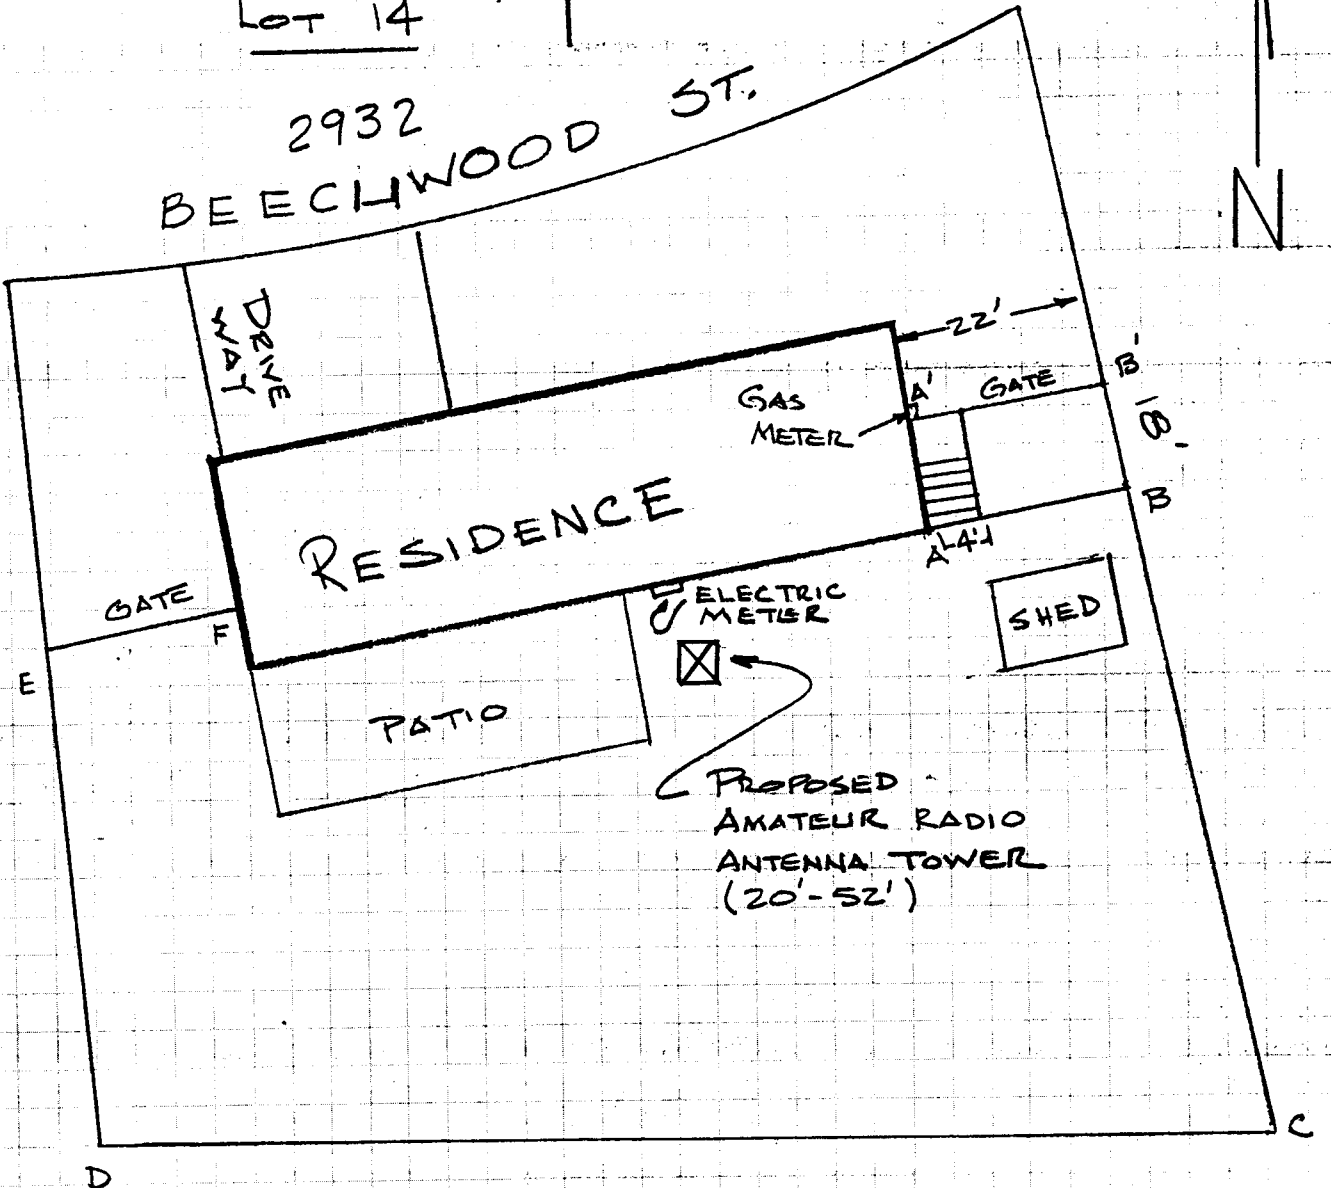 LOT 14
2932
BEECHWOOD ST.
N
DRIVE
WAY
22'
GAS
METER
A'
GATE
B'
18'
B
A
4'
RESIDENCE
GATE
F
E
ELECTRIC
METER
SHED
PATIO
PROPOSED
AMATEUR RADIO
ANTENNA TOWER
(20'-52')
D
C